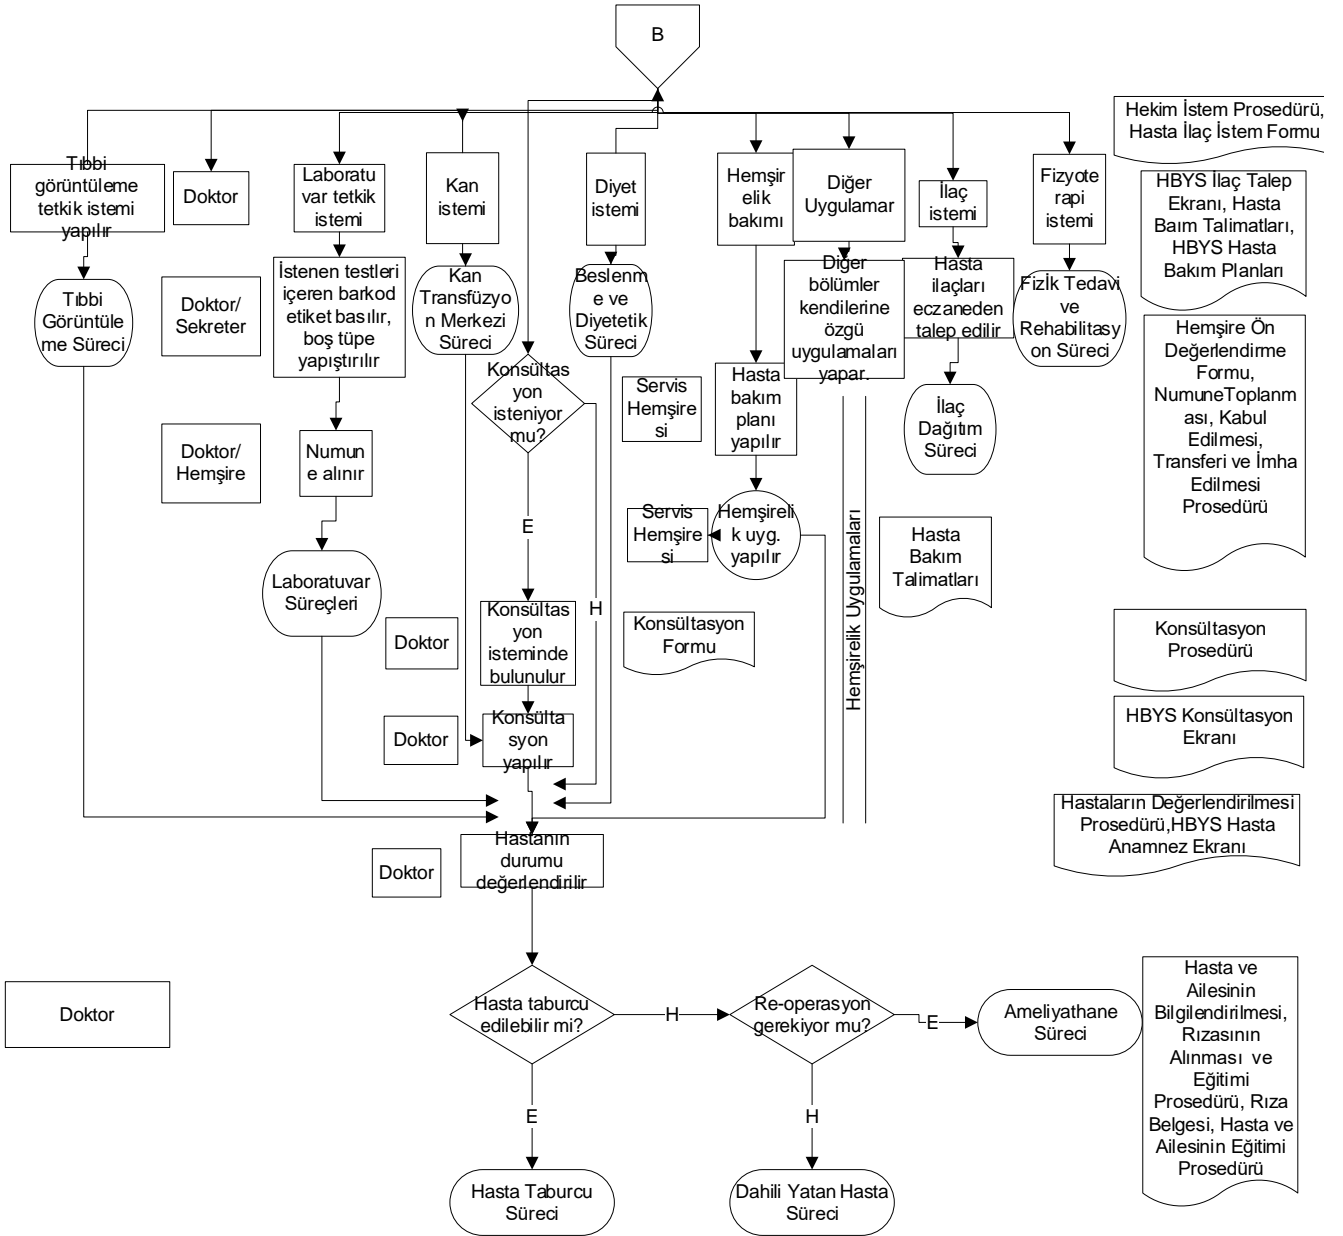 B
Hekim İstem Prosedürü,
Hasta İlaç İstem Formu
Tıbbi
görüntüleme
tetkik istemi
yapılır
Doktor
Laboratu
var tetkik
istemi
Kan
istemi
Diyet
istemi
Hemşir
elik
bakımı
Diğer
Uygulamar
İlaç
istemi
Fizyote
rapi
istemi
HBYS İlaç Talep
Ekranı, Hasta
Baım Talimatları,
HBYS Hasta
Bakım Planları
Tıbbi
Görüntüle
me Süreci
Doktor/
Sekreter
İstenen testleri
içeren barkod
etiket basılır,
boş tüpe
yapıştırılır
Kan
Transfüzyo
n Merkezi
Süreci
Beslenm
e ve
Diyetetik
Süreci
Diğer
bölümler
kendilerine
özgü
uygulamaları
yapar.
Hasta
ilaçları
eczaneden
talep edilir
Fizİk Tedavi
ve
Rehabilitasy
on Süreci
Hemşire Ön
Değerlendirme
Formu,
NumuneToplanm
ası, Kabul
Edilmesi,
Transferi ve İmha
Edilmesi
Prosedürü
Konsültas
yon
isteniyor
mu?
Servis
Hemşire
si
Hasta
bakım
planı
yapılır
İlaç
Dağıtım
Süreci
Doktor/
Hemşire
Numun
e alınır
E
Servis
Hemşire
si
Hemşireli
k uyg.
yapılır
Hemşirelik Uygulamaları
Hasta
Bakım
Talimatları
Laboratuvar
Süreçleri
H
Doktor
Konsültas
yon
isteminde
bulunulur
Konsültasyon
Formu
Konsültasyon
Prosedürü
Doktor
Konsülta
syon
yapılır
HBYS Konsültasyon
Ekranı
Hastaların Değerlendirilmesi
Prosedürü,HBYS Hasta
Anamnez Ekranı
Doktor
Hastanın
durumu
değerlendirilir
Doktor
Hasta taburcu
edilebilir mi?
H
Re-operasyon
gerekiyor mu?
E
Ameliyathane
Süreci
Hasta ve
Ailesinin
Bilgilendirilmesi,
Rızasının
Alınması ve
Eğitimi
Prosedürü, Rıza
Belgesi, Hasta ve
Ailesinin Eğitimi
Prosedürü
E
H
Hasta Taburcu
Süreci
Dahili Yatan Hasta
Süreci